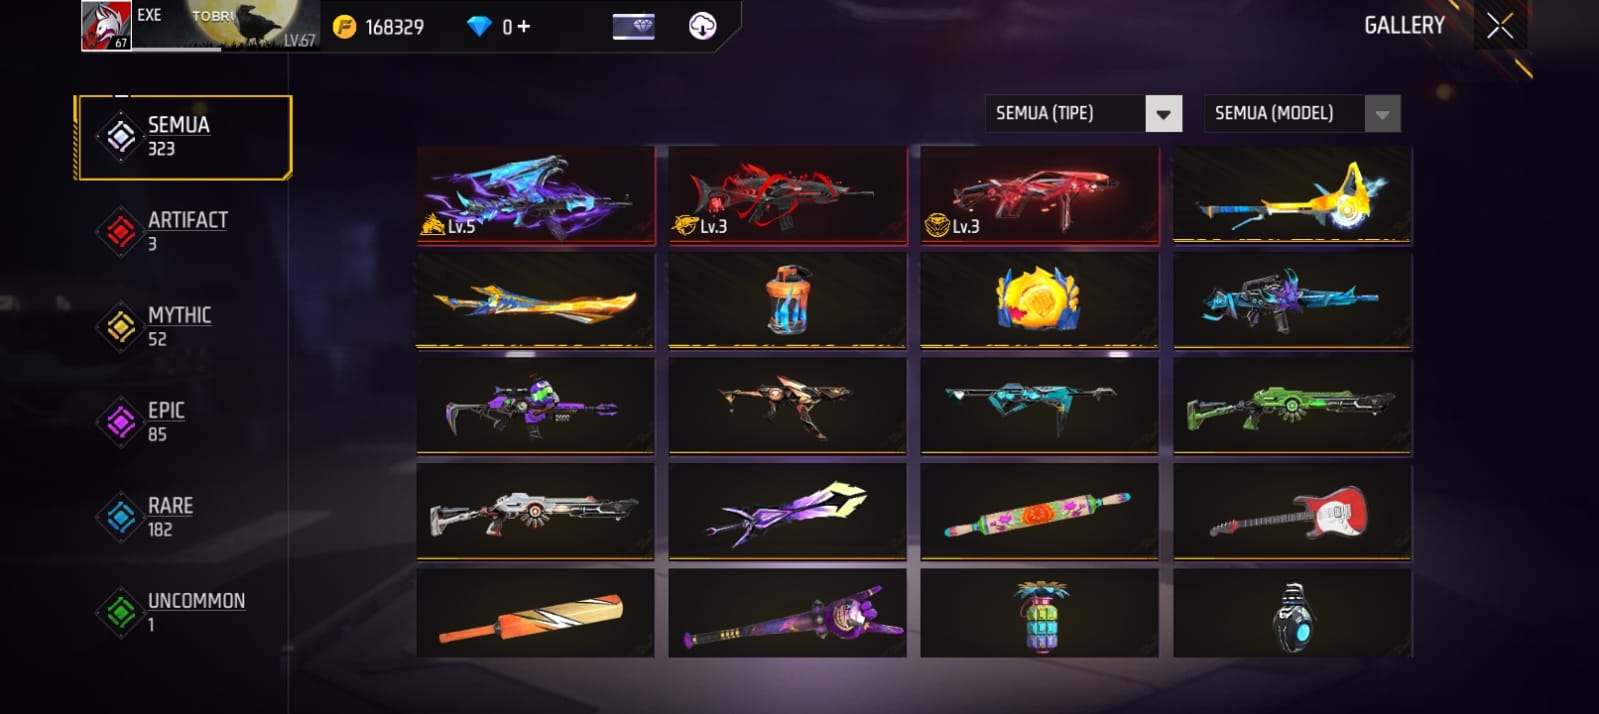 EXE TOBRU
67
LV.67
168329
0+
GALLERY
SEMUA
323
ARTIFACT
3
MYTHIC
52
EPIC
85
RARE
182
UNCOMMON
1
SEMUA (TIPE)
SEMUA (MODEL)
Lv.5
Lv.3
Lv.3